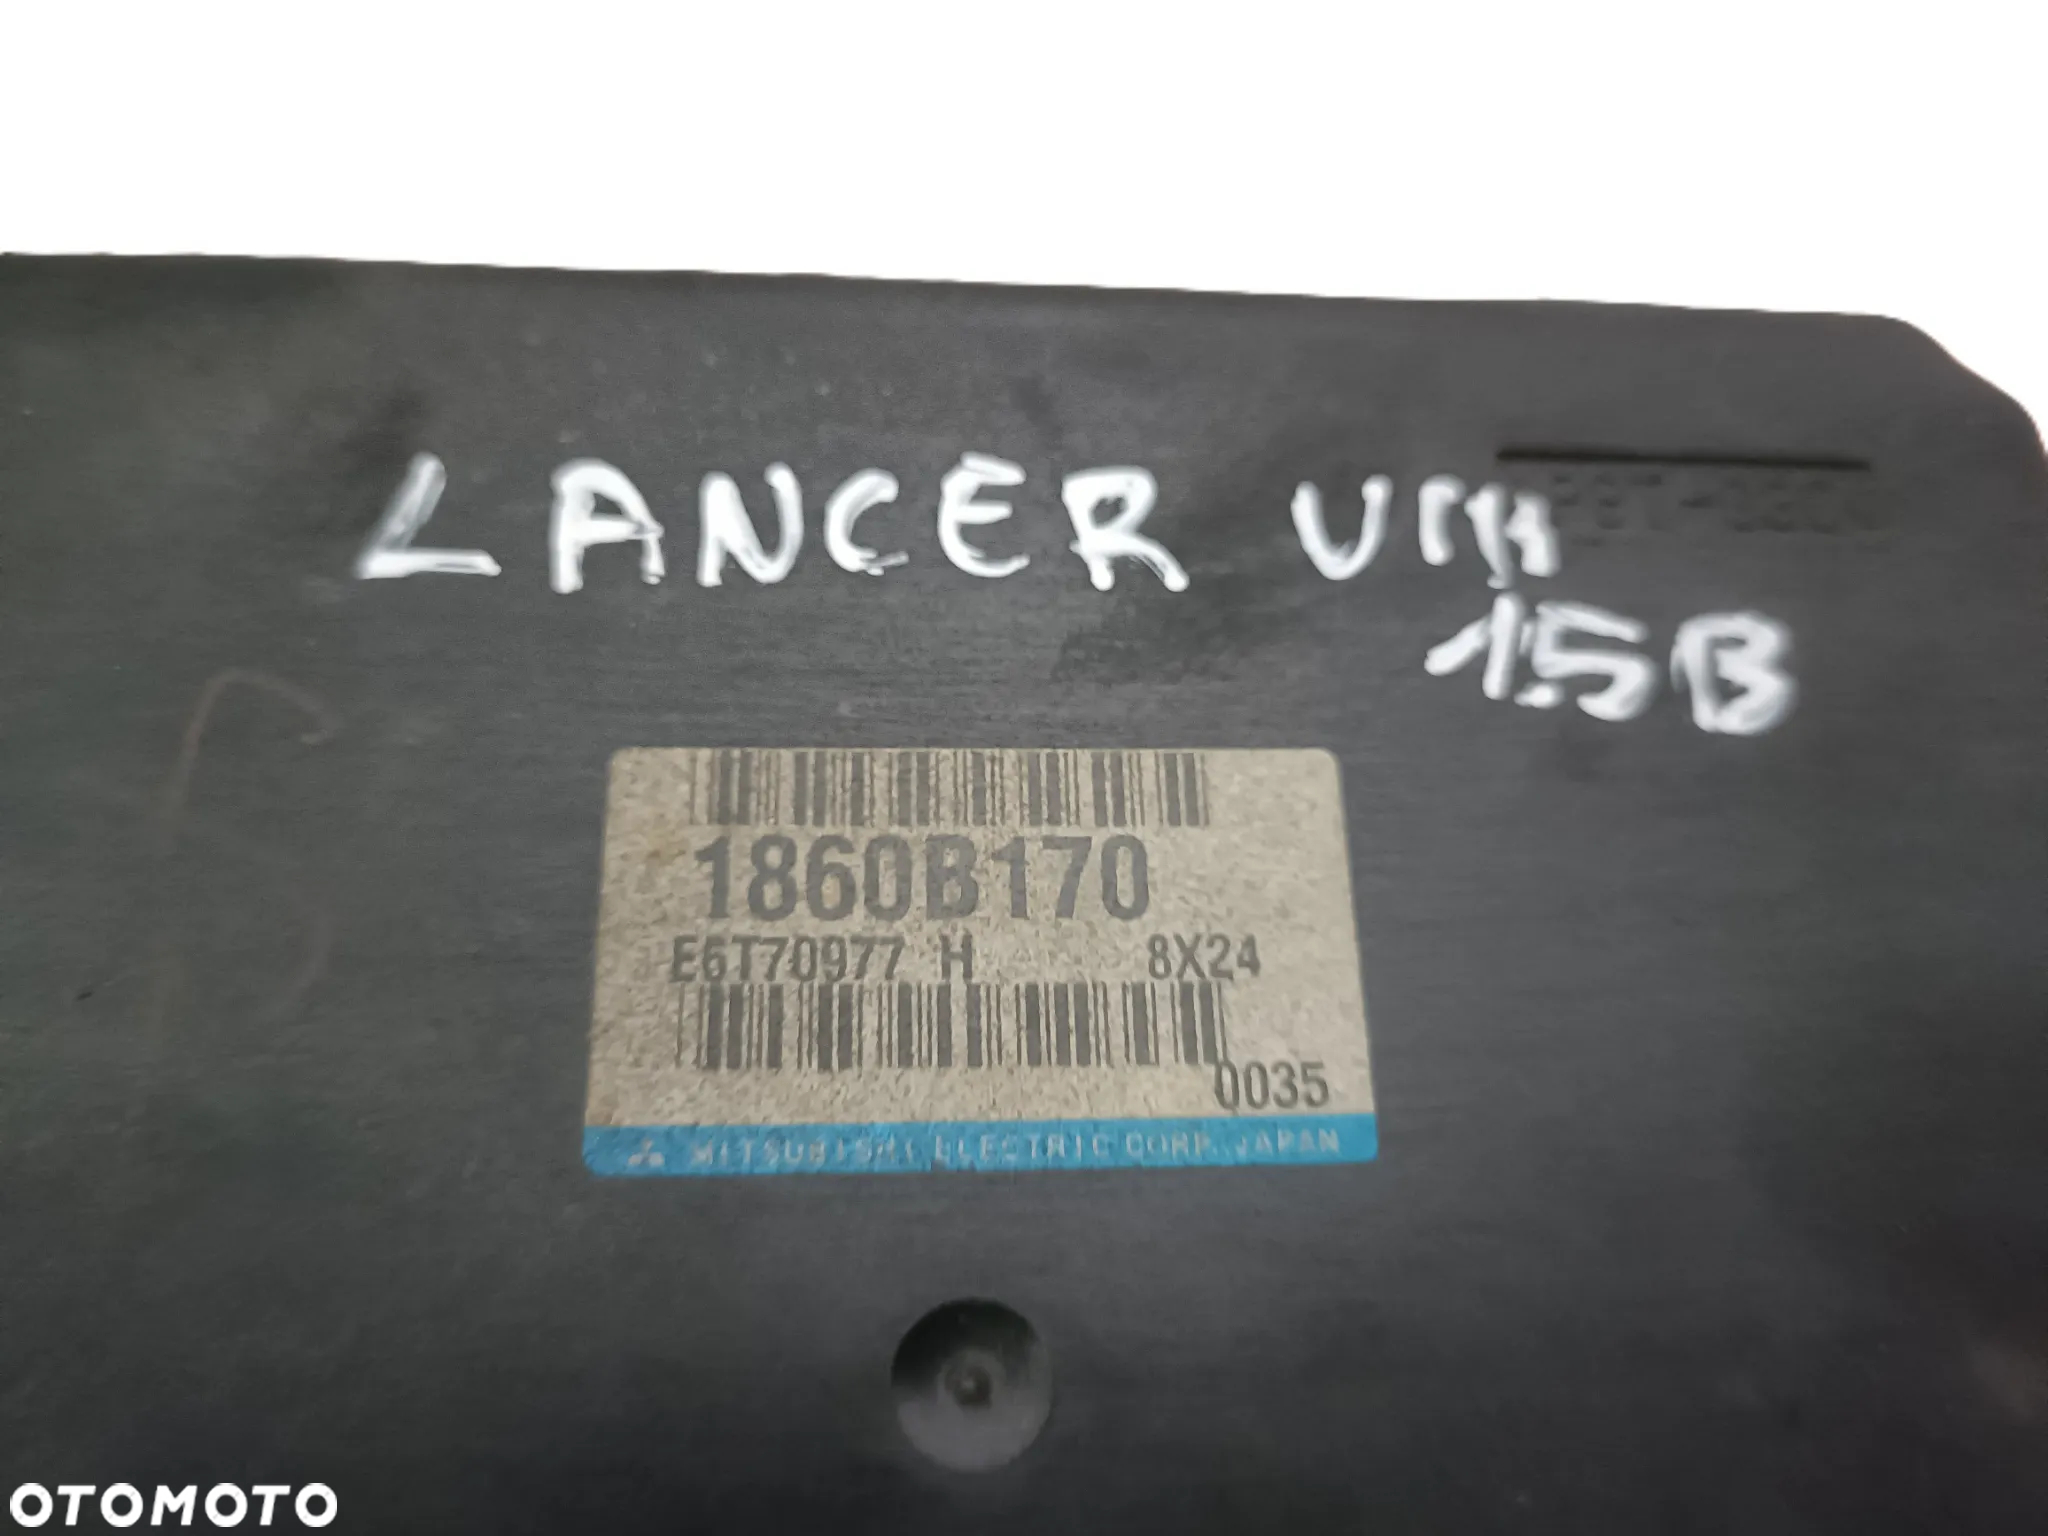 LANCER VIII
1.5B
1860B170
E6T70977 H 8X24
0035
MITSUBISHI ELECTRIC CORP. JAPAN
OTOMOTO